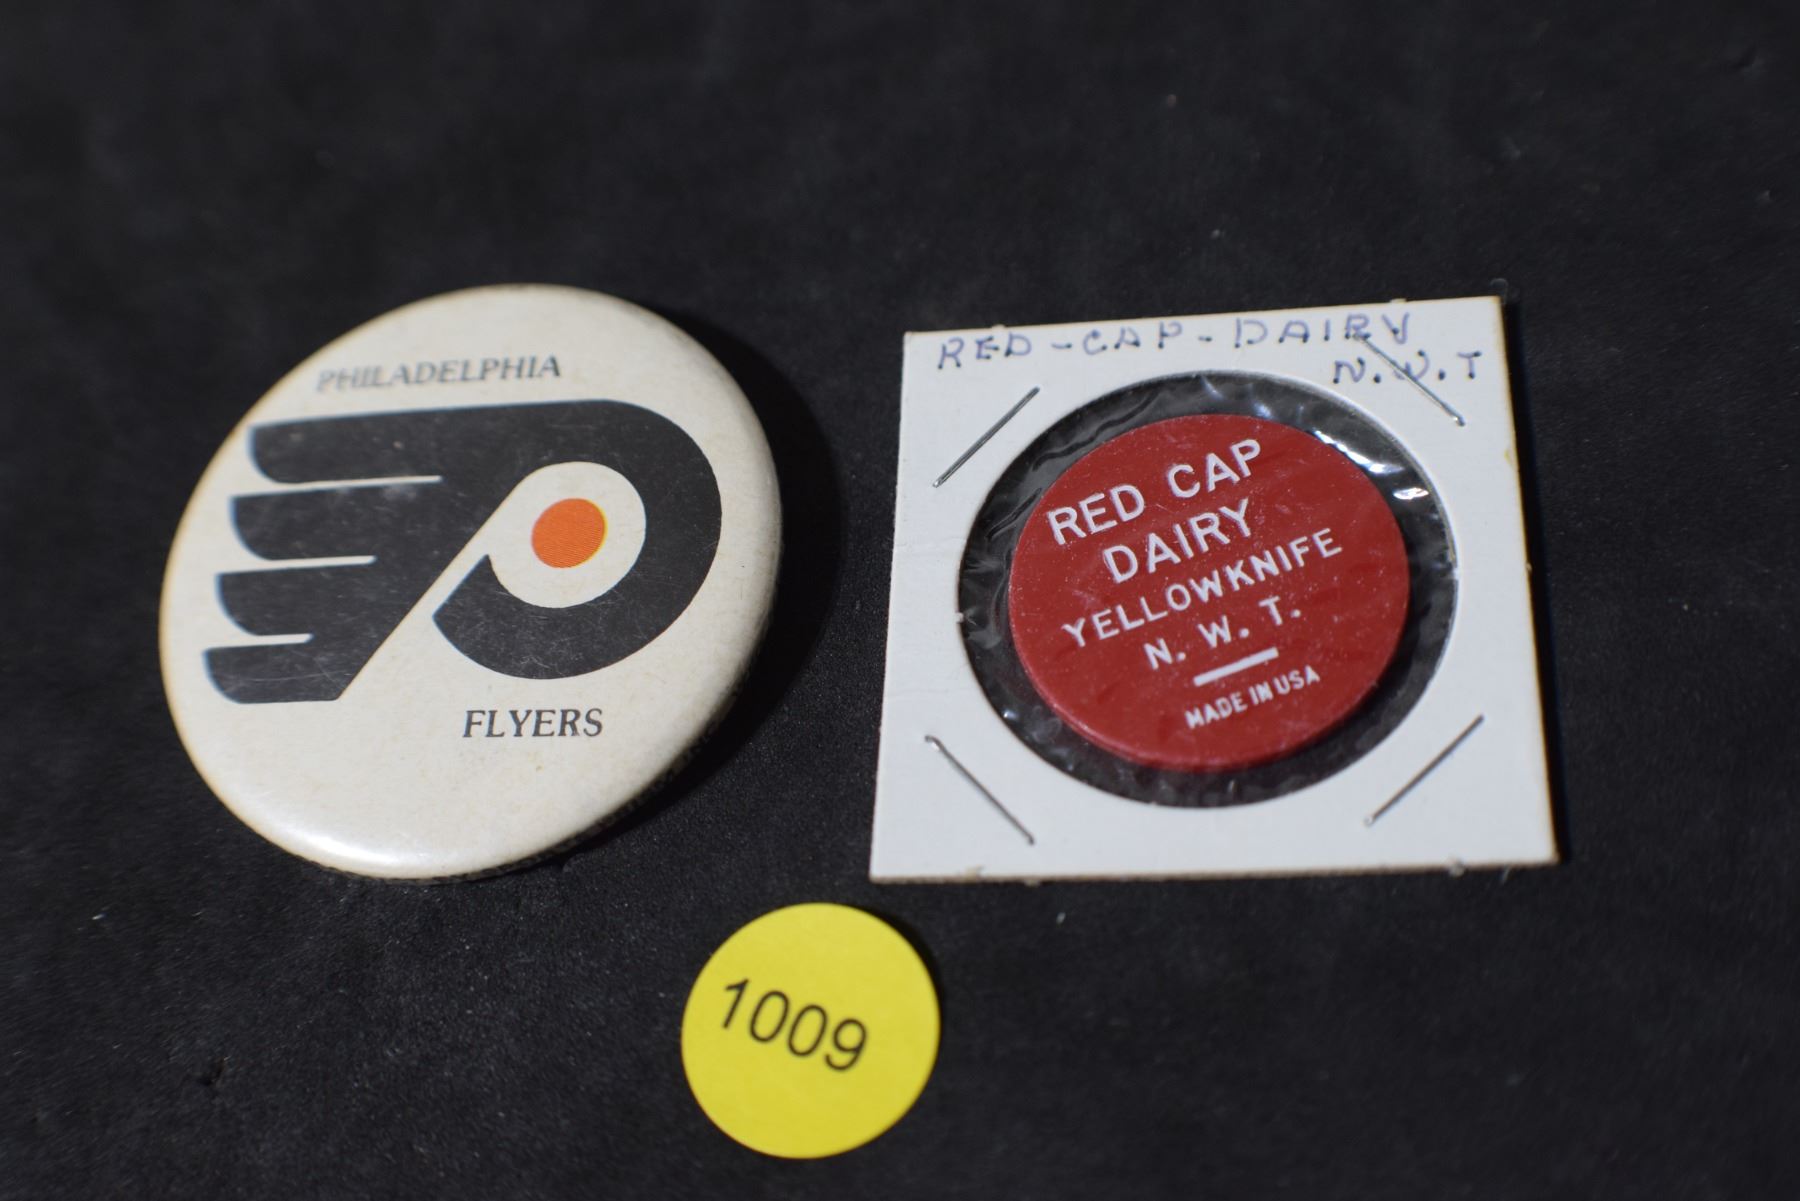 PHILADELPHIA
FLYERS
RED-CAP-DAIRY
N.W.T
RED CAP
DAIRY
YELLOWKNIFE
N. W. T.
MADE IN USA
1009